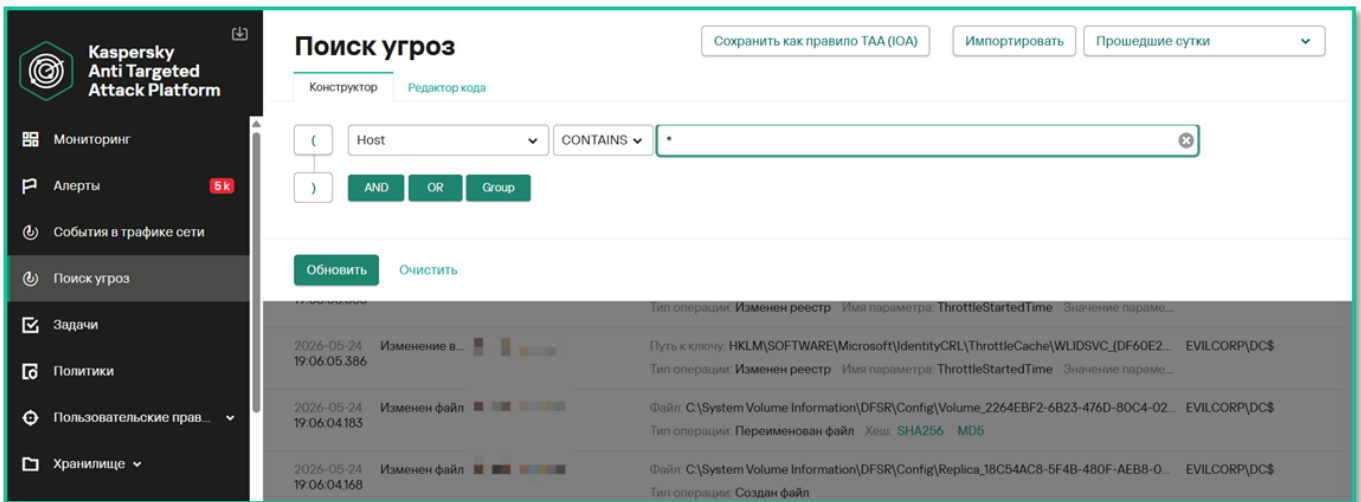 Kaspersky
Anti Targeted
Attack Platform
Мониторинг
Алерты 5 k
События в трафике сети
Поиск угроз
Задачи
Политики
Пользовательские прав...
Хранилище
Поиск угроз
Сохранить как правило TAA (IOA) Импортировать Прошедшие сутки
Конструктор Редактор кода
( Host CONTAINS *
) AND OR Group
Обновить Очистить
Тип операции: Изменен реестр Имя параметра: ThrottleStartedTime Значение параме...
2026-05-24 Изменение в... Путь к ключу: HKLM\SOFTWARE\Microsoft\IdentityCRL\ThrottleCache\WLIDSVC_{DF60E2... EVILCORP\DC$
19:06:05.386 Тип операции: Изменен реестр Имя параметра: ThrottleStartedTime Значение параме...
2026-05-24 Изменен файл Файл: C:\System Volume Information\DFSR\Config\Volume_2264EBF2-6B23-476D-80C4-02... EVILCORP\DC$
19:06:04.183 Тип операции: Переименован файл Хеш: SHA256 MD5
2026-05-24 Изменен файл Файл: C:\System Volume Information\DFSR\Config\Replica_18C54AC8-5F4B-480F-AEB8-0... EVILCORP\DC$
19:06:04.168 Тип операции: Создан файл